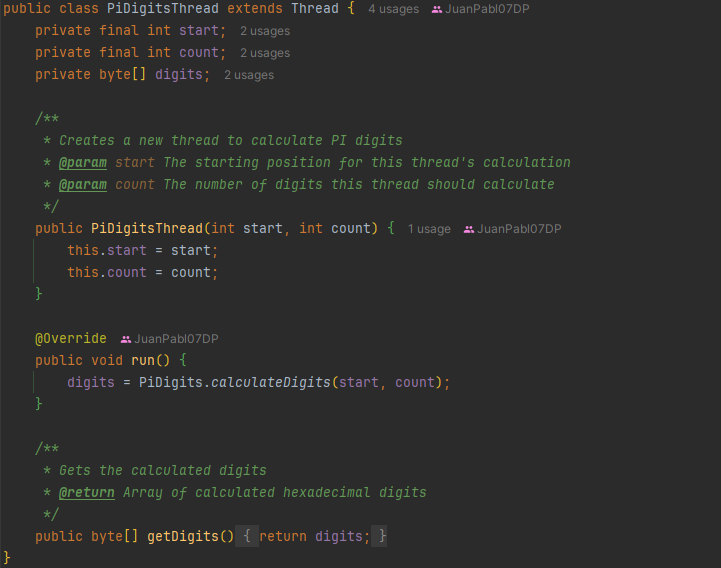 public class PiDigitsThread extends Thread { 4 usages JuanPabl07DP
    private final int start; 2 usages
    private final int count; 2 usages
    private byte[] digits; 2 usages

    /**
     * Creates a new thread to calculate PI digits
     * @param start The starting position for this thread's calculation
     * @param count The number of digits this thread should calculate
     */
    public PiDigitsThread(int start, int count) { 1 usage JuanPabl07DP
        this.start = start;
        this.count = count;
    }

    @Override JuanPabl07DP
    public void run() {
        digits = PiDigits.calculateDigits(start, count);
    }

    /**
     * Gets the calculated digits
     * @return Array of calculated hexadecimal digits
     */
    public byte[] getDigits() { return digits; }
}